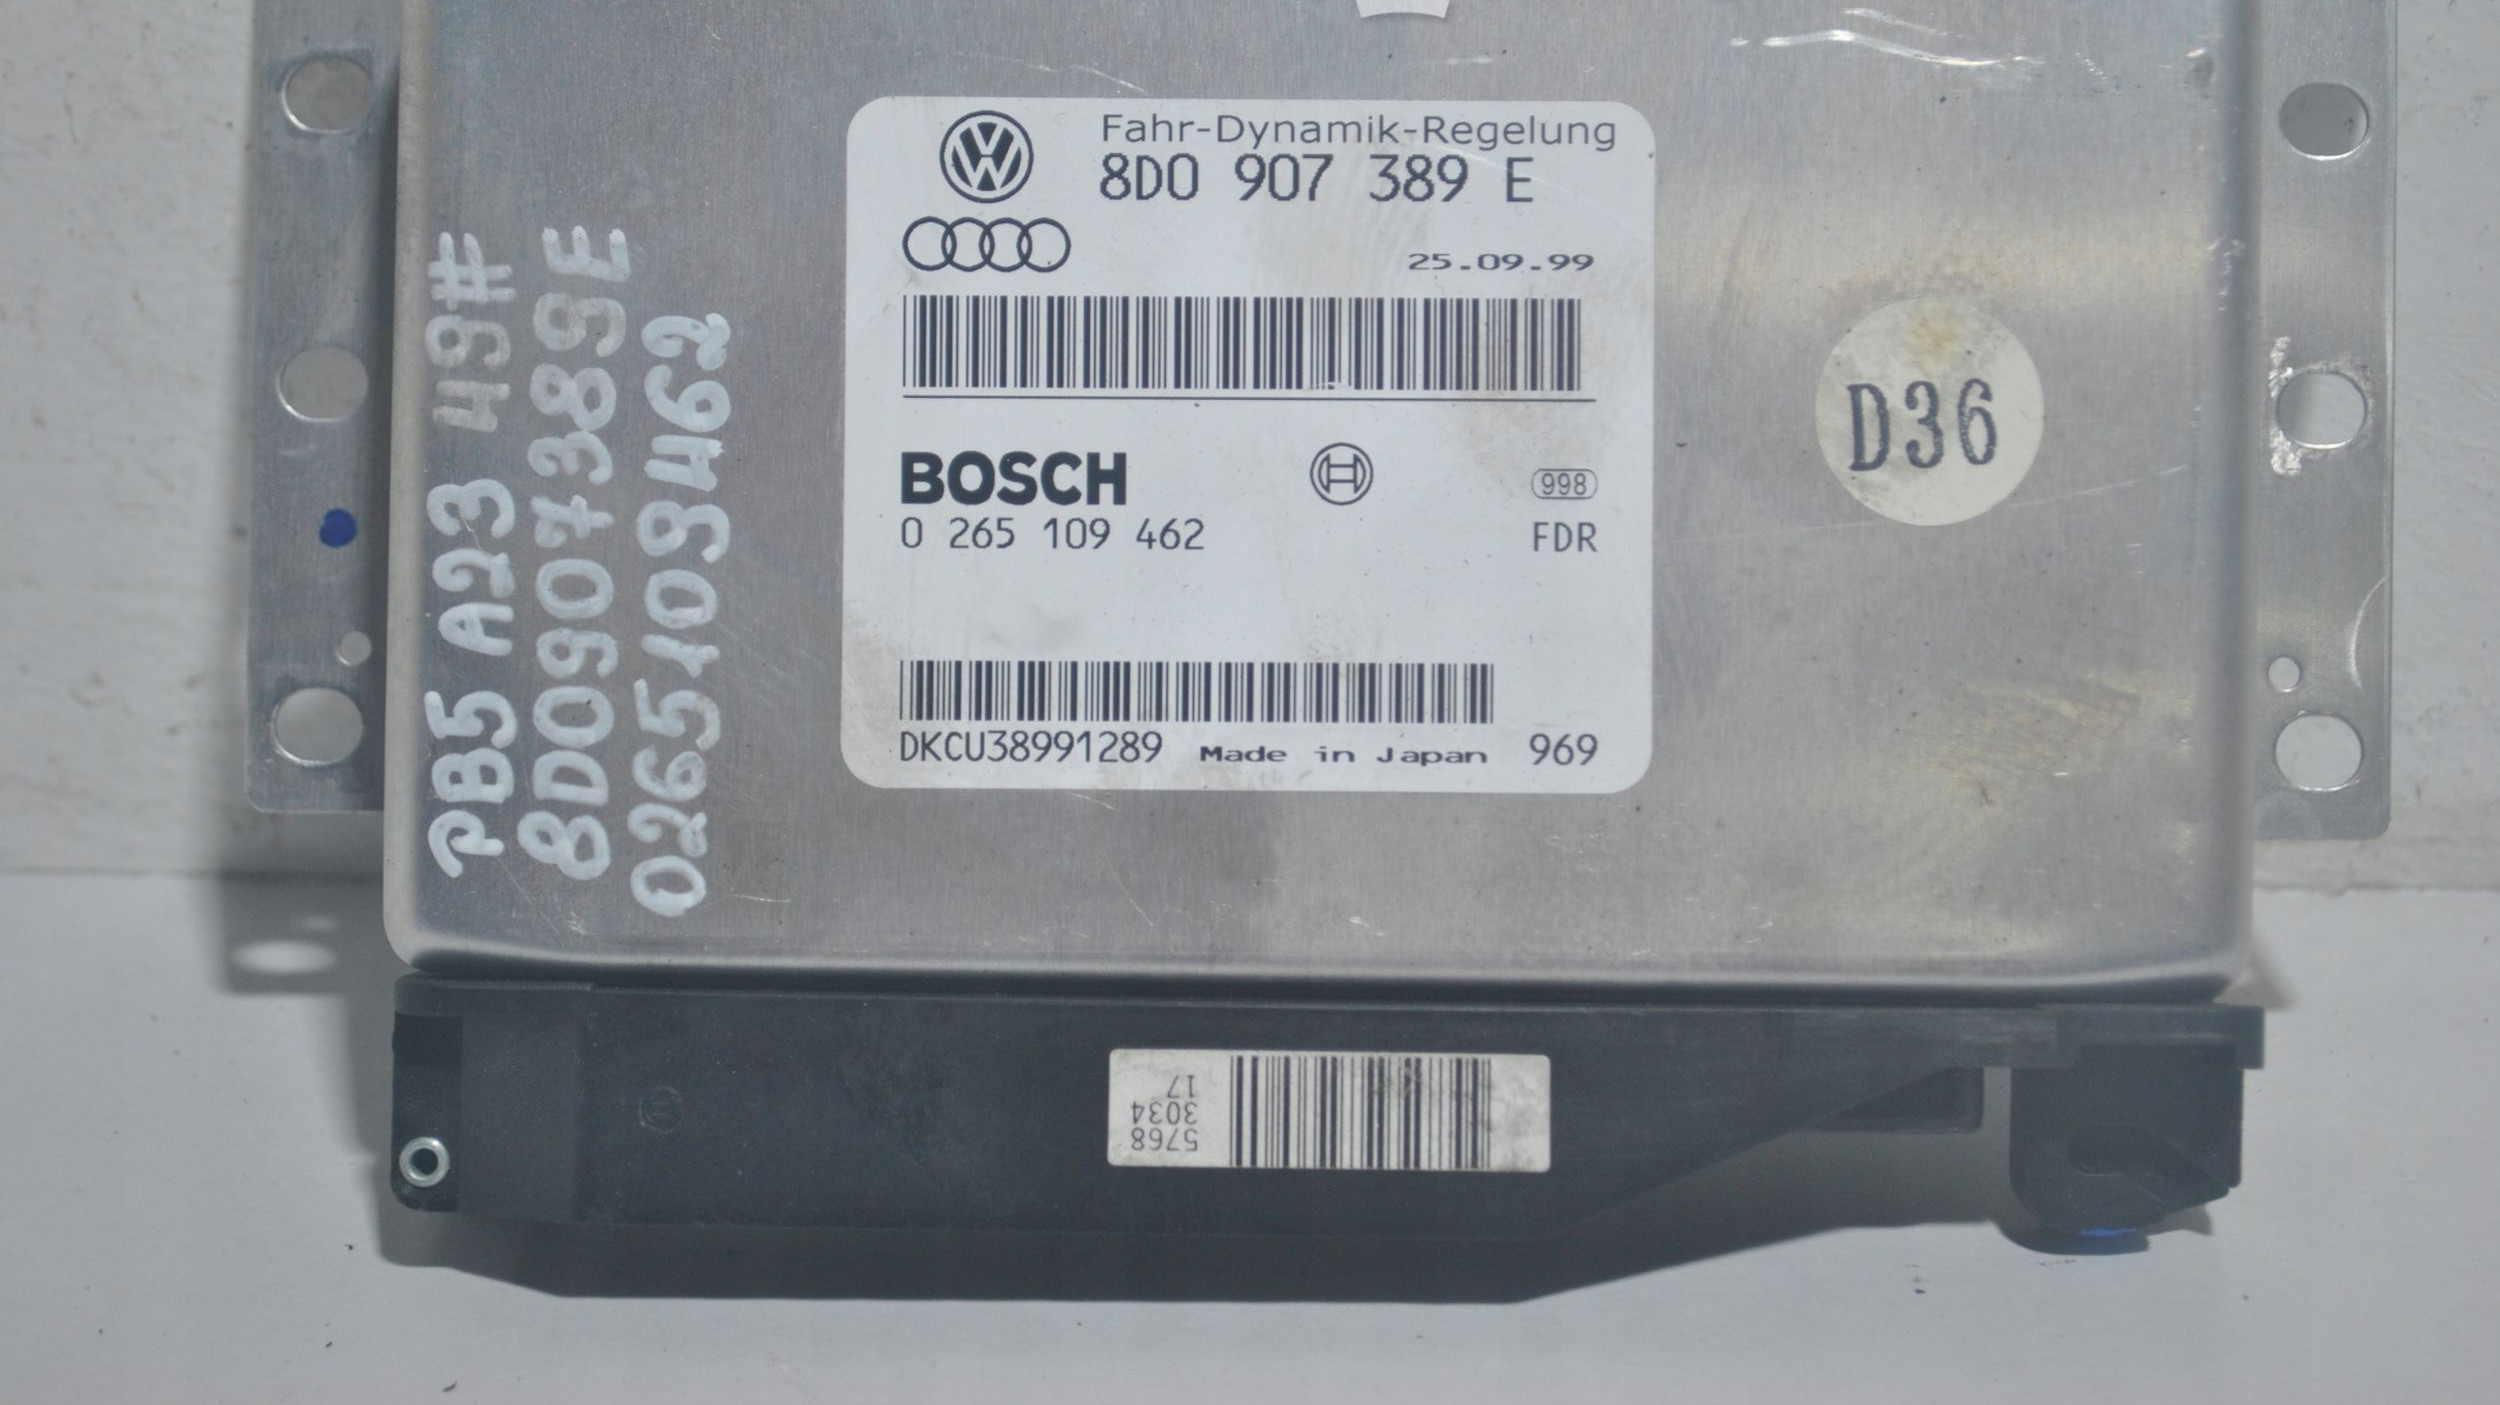 Fahr-Dynamik-Regelung
8D0 907 389 E
25.09.99
BOSCH
998
0 265 109 462
FDR
DKCU38991289 Made in Japan 969
D36
PB5 A23 49#
8D0907389E
0265109462
5768
3034
17